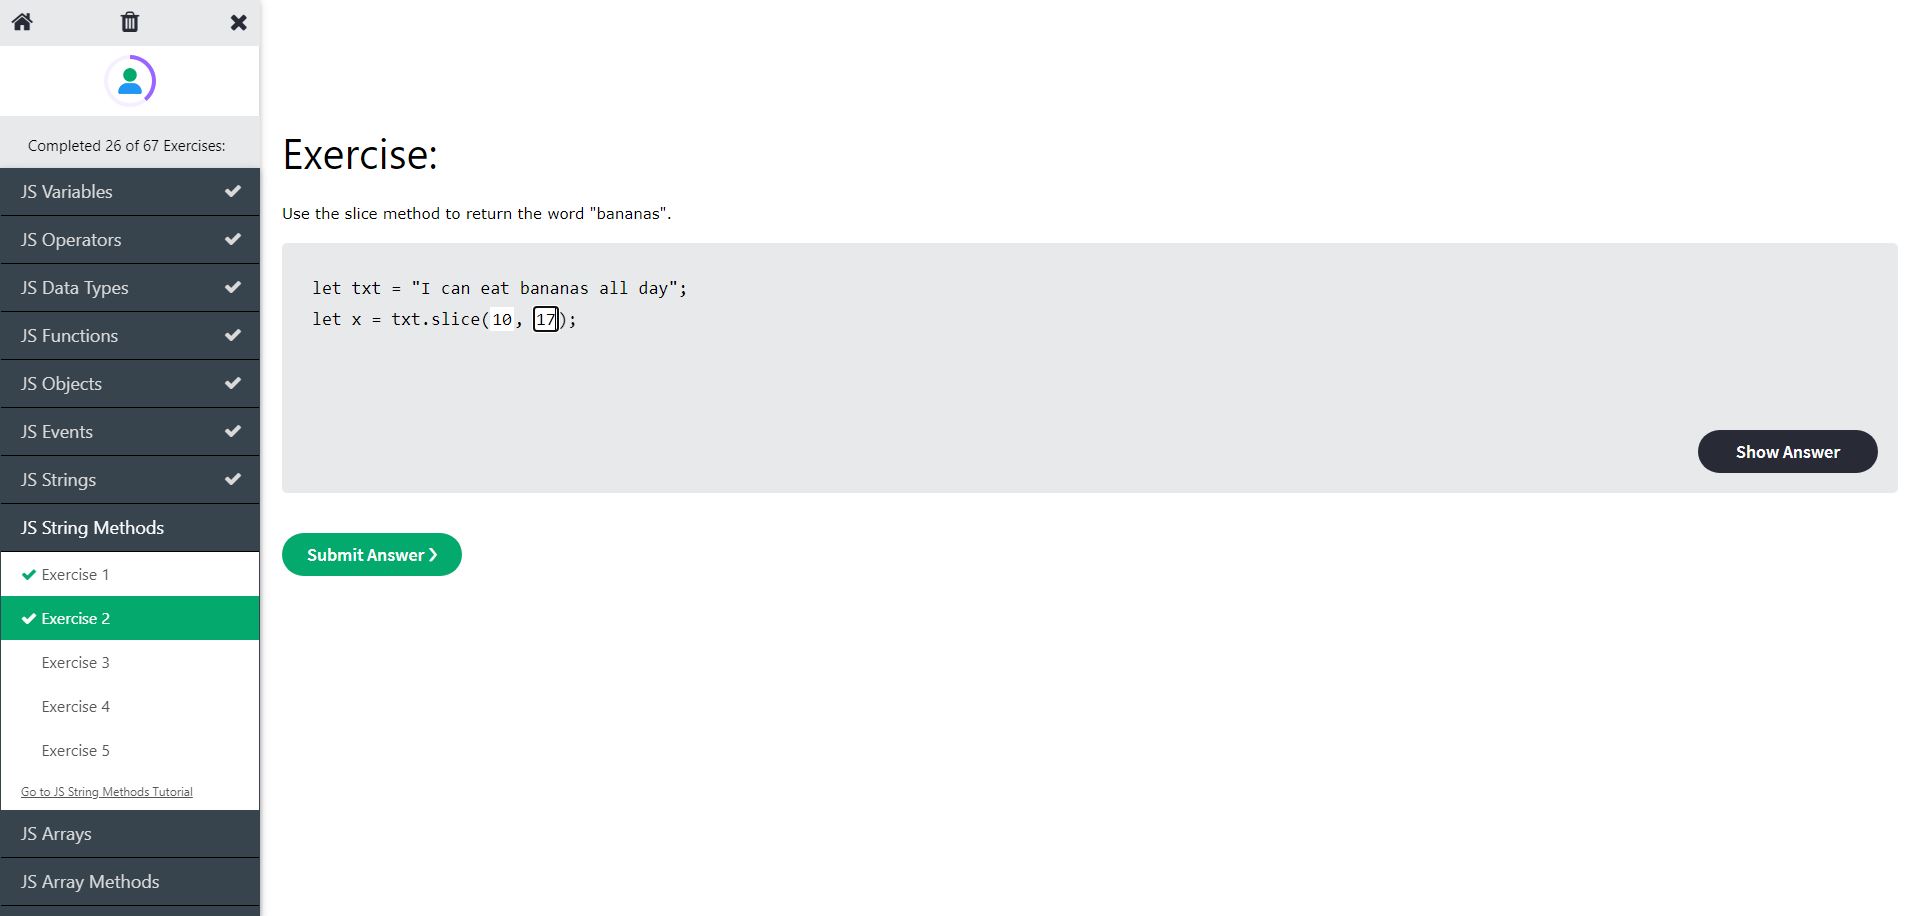 Completed 26 of 67 Exercises:
JS Variables
JS Operators
JS Data Types
JS Functions
JS Objects
JS Events
JS Strings
JS String Methods
Exercise 1
Exercise 2
Exercise 3
Exercise 4
Exercise 5
Go to JS String Methods Tutorial
JS Arrays
JS Array Methods
Exercise:
Use the slice method to return the word "bananas".
let txt = "I can eat bananas all day";
let x = txt.slice(10, 17);
Show Answer
Submit Answer ❯